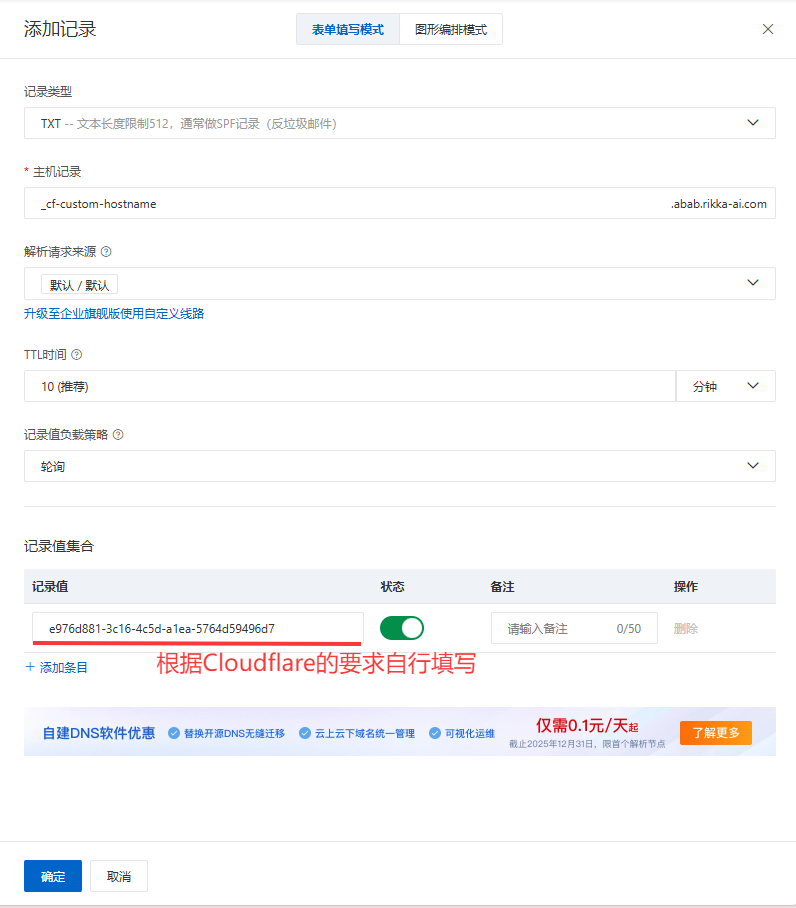 添加记录
表单填写模式 图形编排模式
记录类型
TXT -- 文本长度限制512，通常做SPF记录（反垃圾邮件）
* 主机记录
_cf-custom-hostname .abab.rikka-ai.com
解析请求来源 ?
默认 / 默认
升级至企业旗舰版使用自定义线路
TTL时间 ?
10 (推荐) 分钟
记录值负载策略 ?
轮询
记录值集合
记录值 状态 备注 操作
e976d881-3c16-4c5d-a1ea-5764d59496d7 请输入备注 0/50 删除
+ 添加条目 根据Cloudflare的要求自行填写
自建DNS软件优惠 替换开源DNS无缝迁移 云上云下域名统一管理 可视化运维 仅需0.1元/天起 了解更多
截止2025年12月31日，限首个解析节点
确定 取消